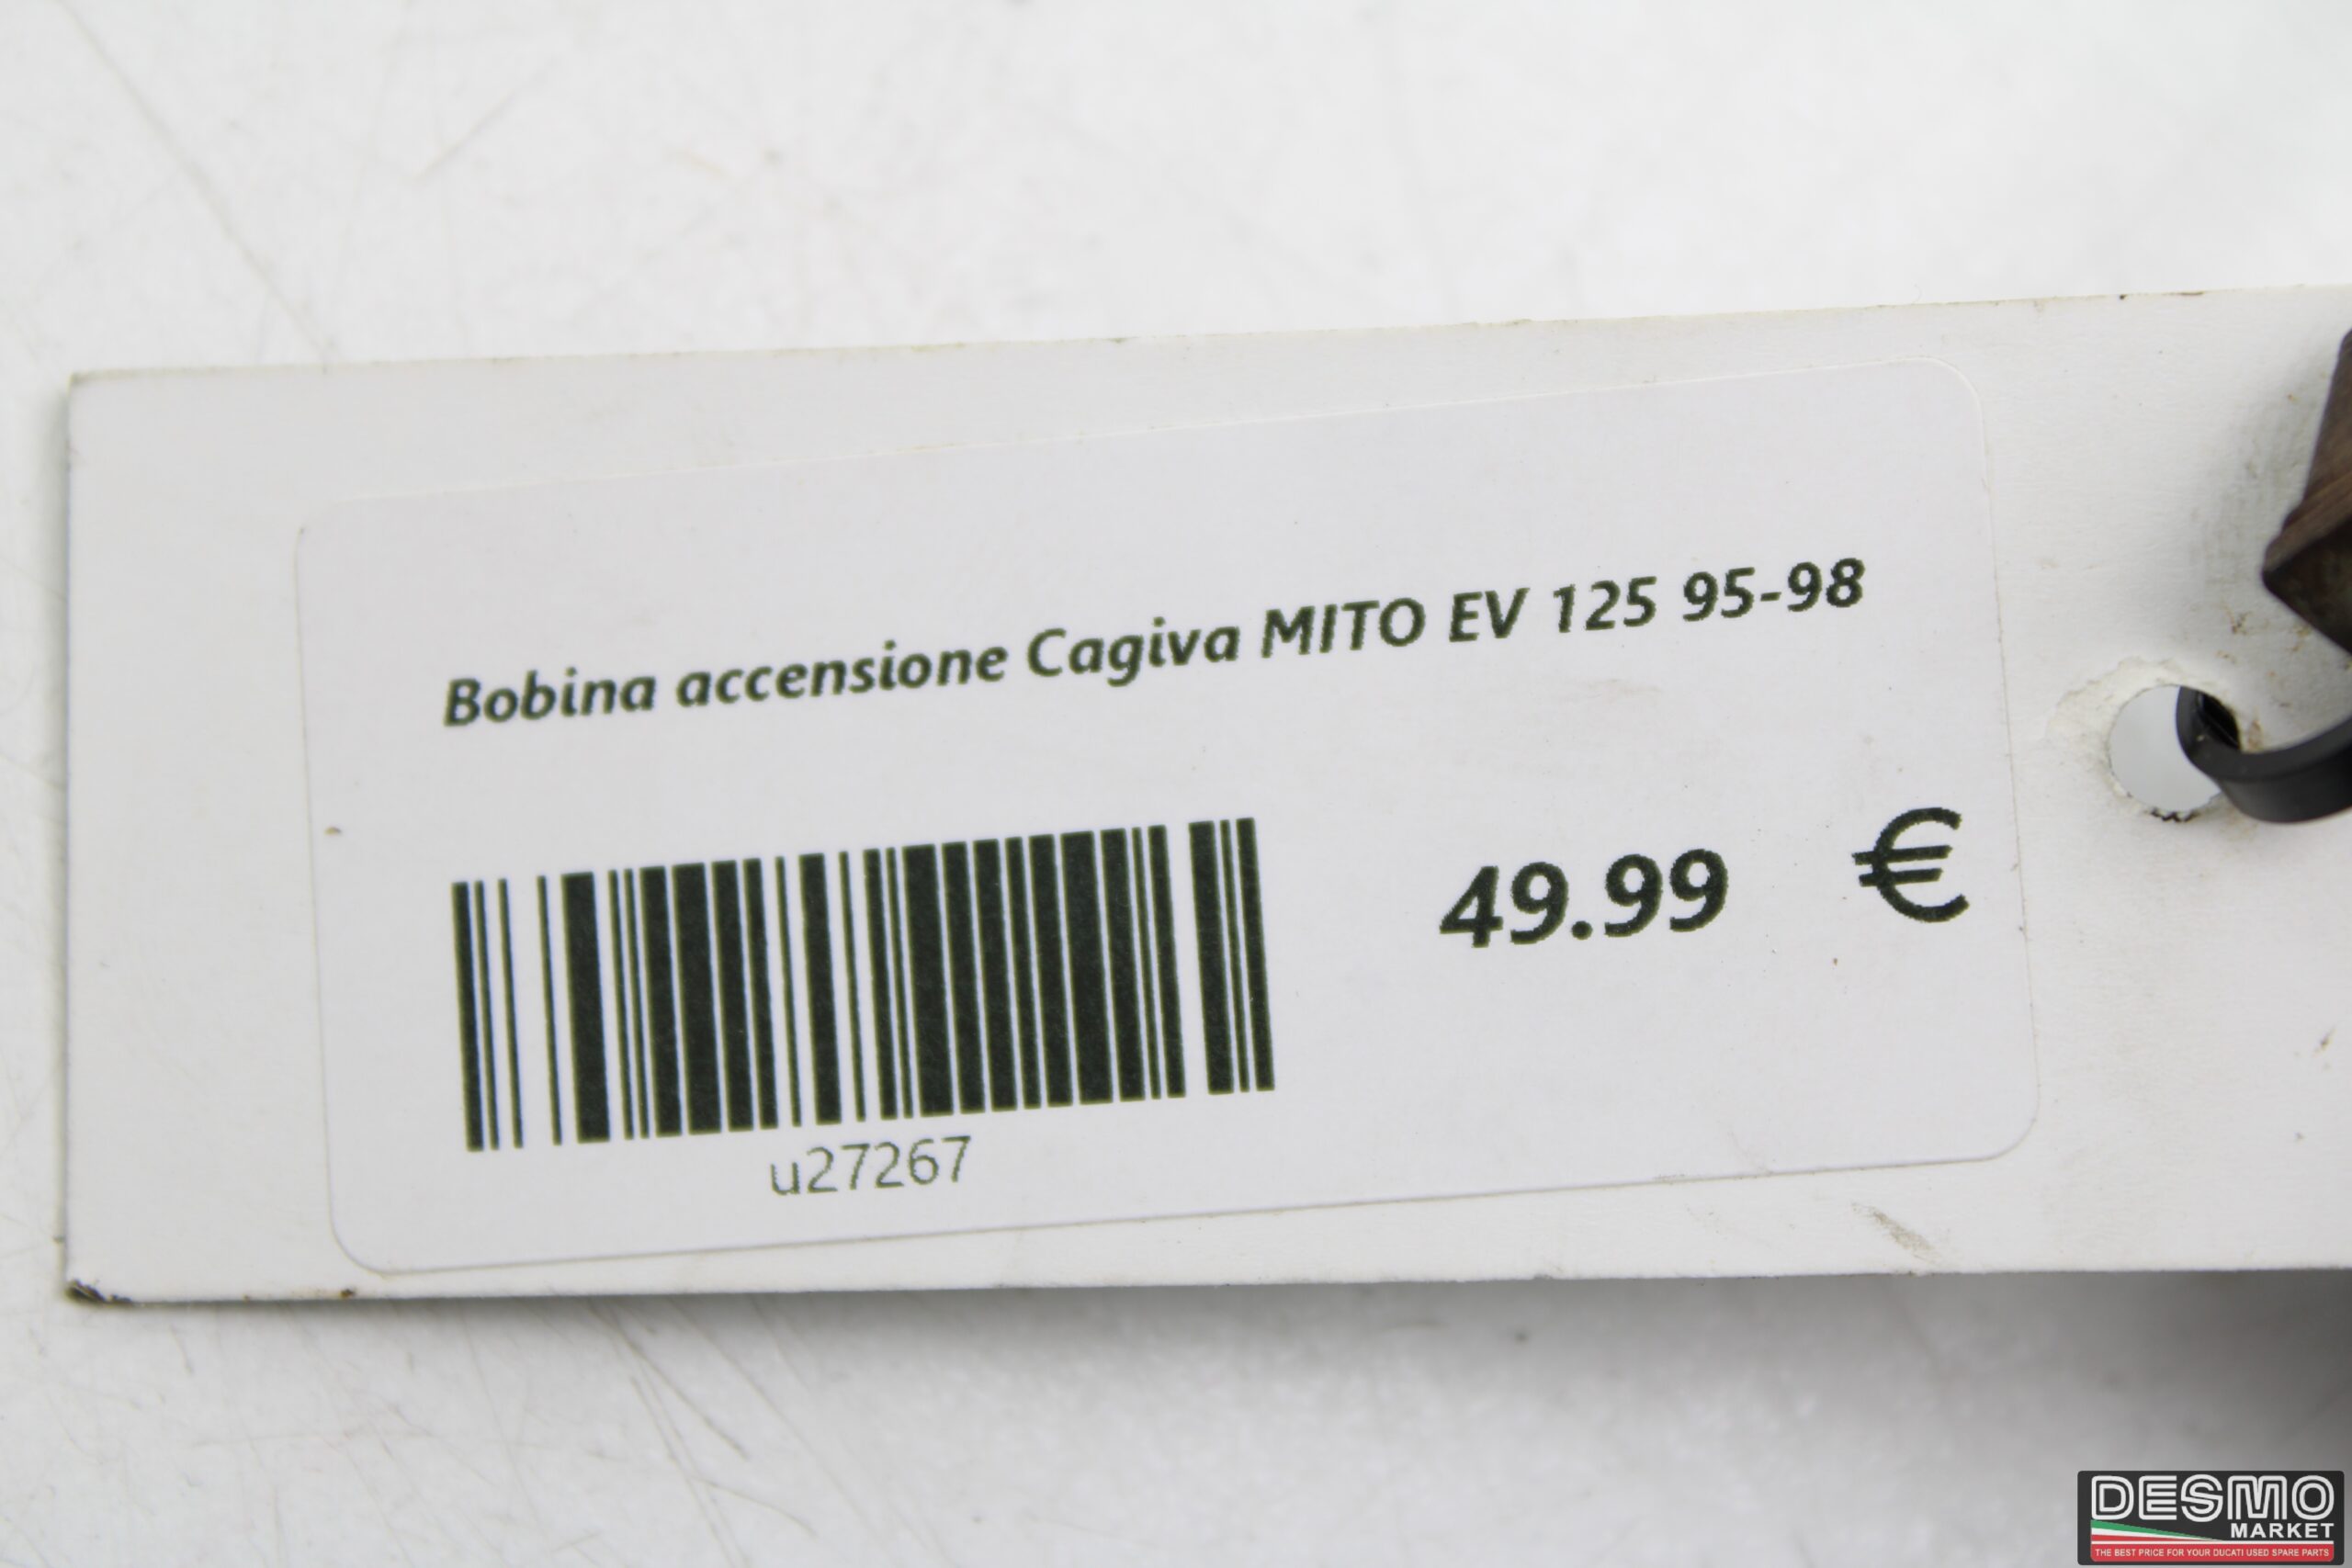 Bobina accensione Cagiva MITO EV 125 95-98
49.99 €
u27267
DESMO
MARKET
THE BEST PRICE FOR YOUR DUCATI USED SPARE PARTS